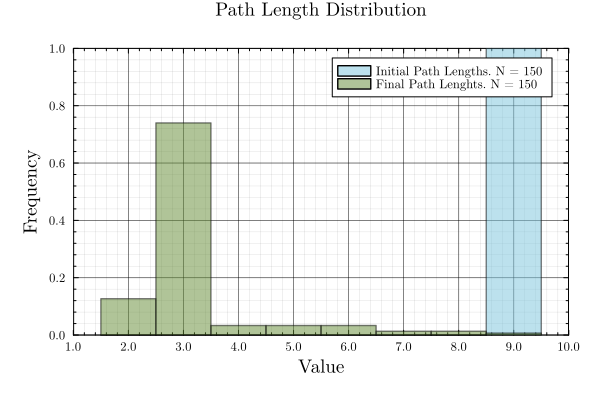 Path Length Distribution
Initial Path Lengths. N = 150
Final Path Lenghts. N = 150
Frequency
1.0
0.8
0.6
0.4
0.2
0.0
1.0 2.0 3.0 4.0 5.0 6.0 7.0 8.0 9.0 10.0
Value